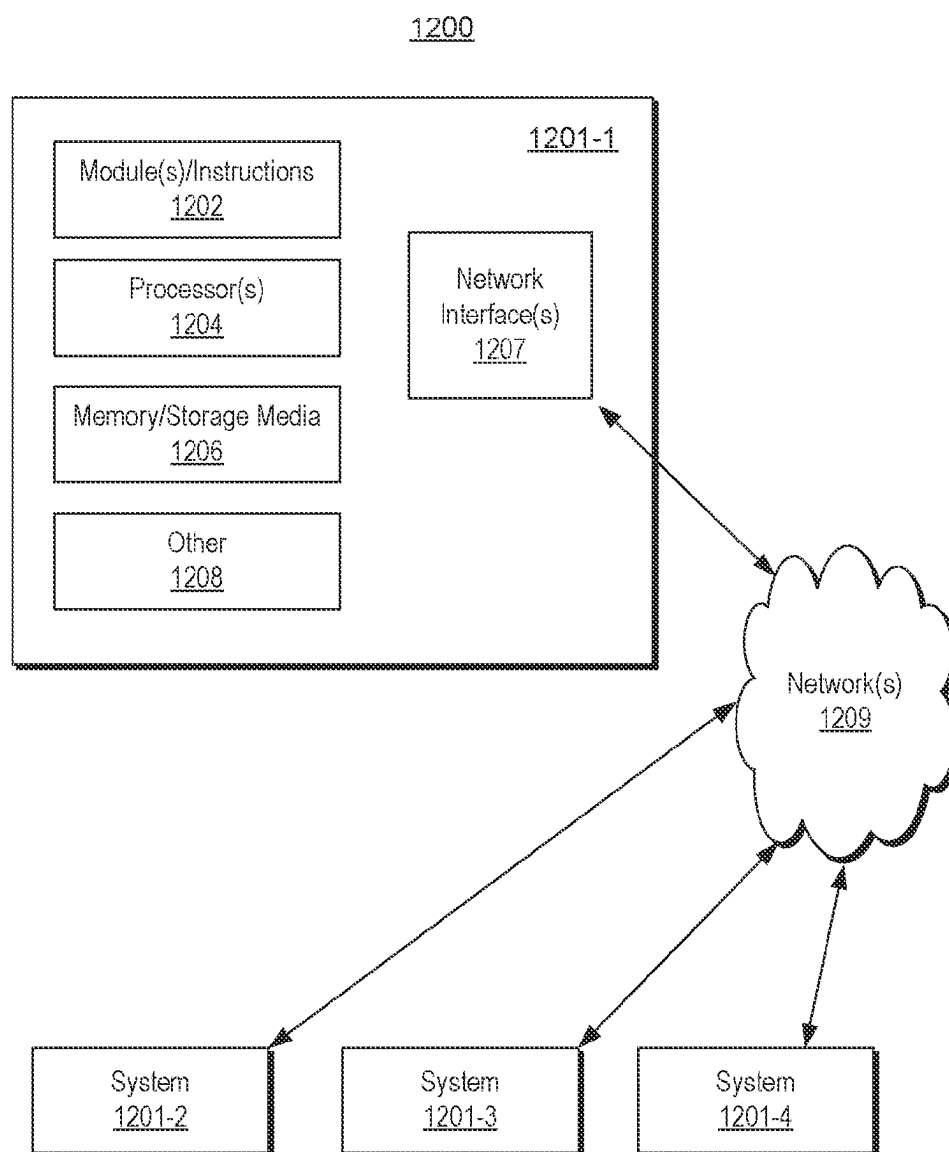 1200
1201-1
Module(s)/Instructions
1202
Processor(s)
1204
Memory/Storage Media
1206
Other
1208
Network
Interface(s)
1207
Network(s)
1209
System
1201-2
System
1201-3
System
1201-4